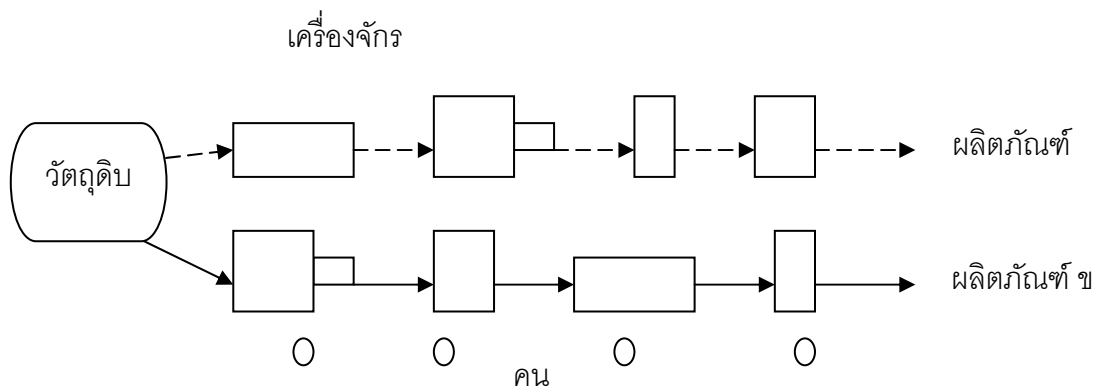 เครื่องจักร
วัตถุดิบ
ผลิตภัณฑ์
ผลิตภัณฑ์ ข
คน